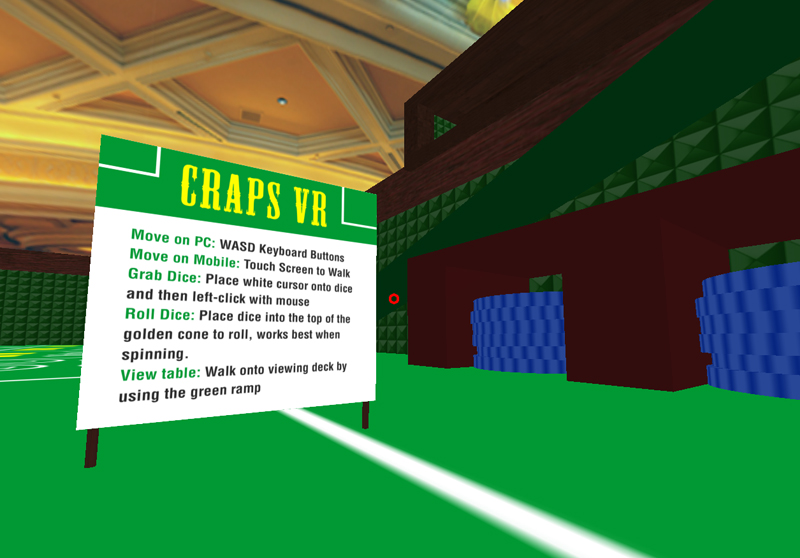 CRAPS VR
Move on PC: WASD Keyboard Buttons
Move on Mobile: Touch Screen to Walk
Grab Dice: Place white cursor onto dice
and then left-click with mouse
Roll Dice: Place dice into the top of the
golden cone to roll, works best when
spinning.
View table: Walk onto viewing deck by
using the green ramp